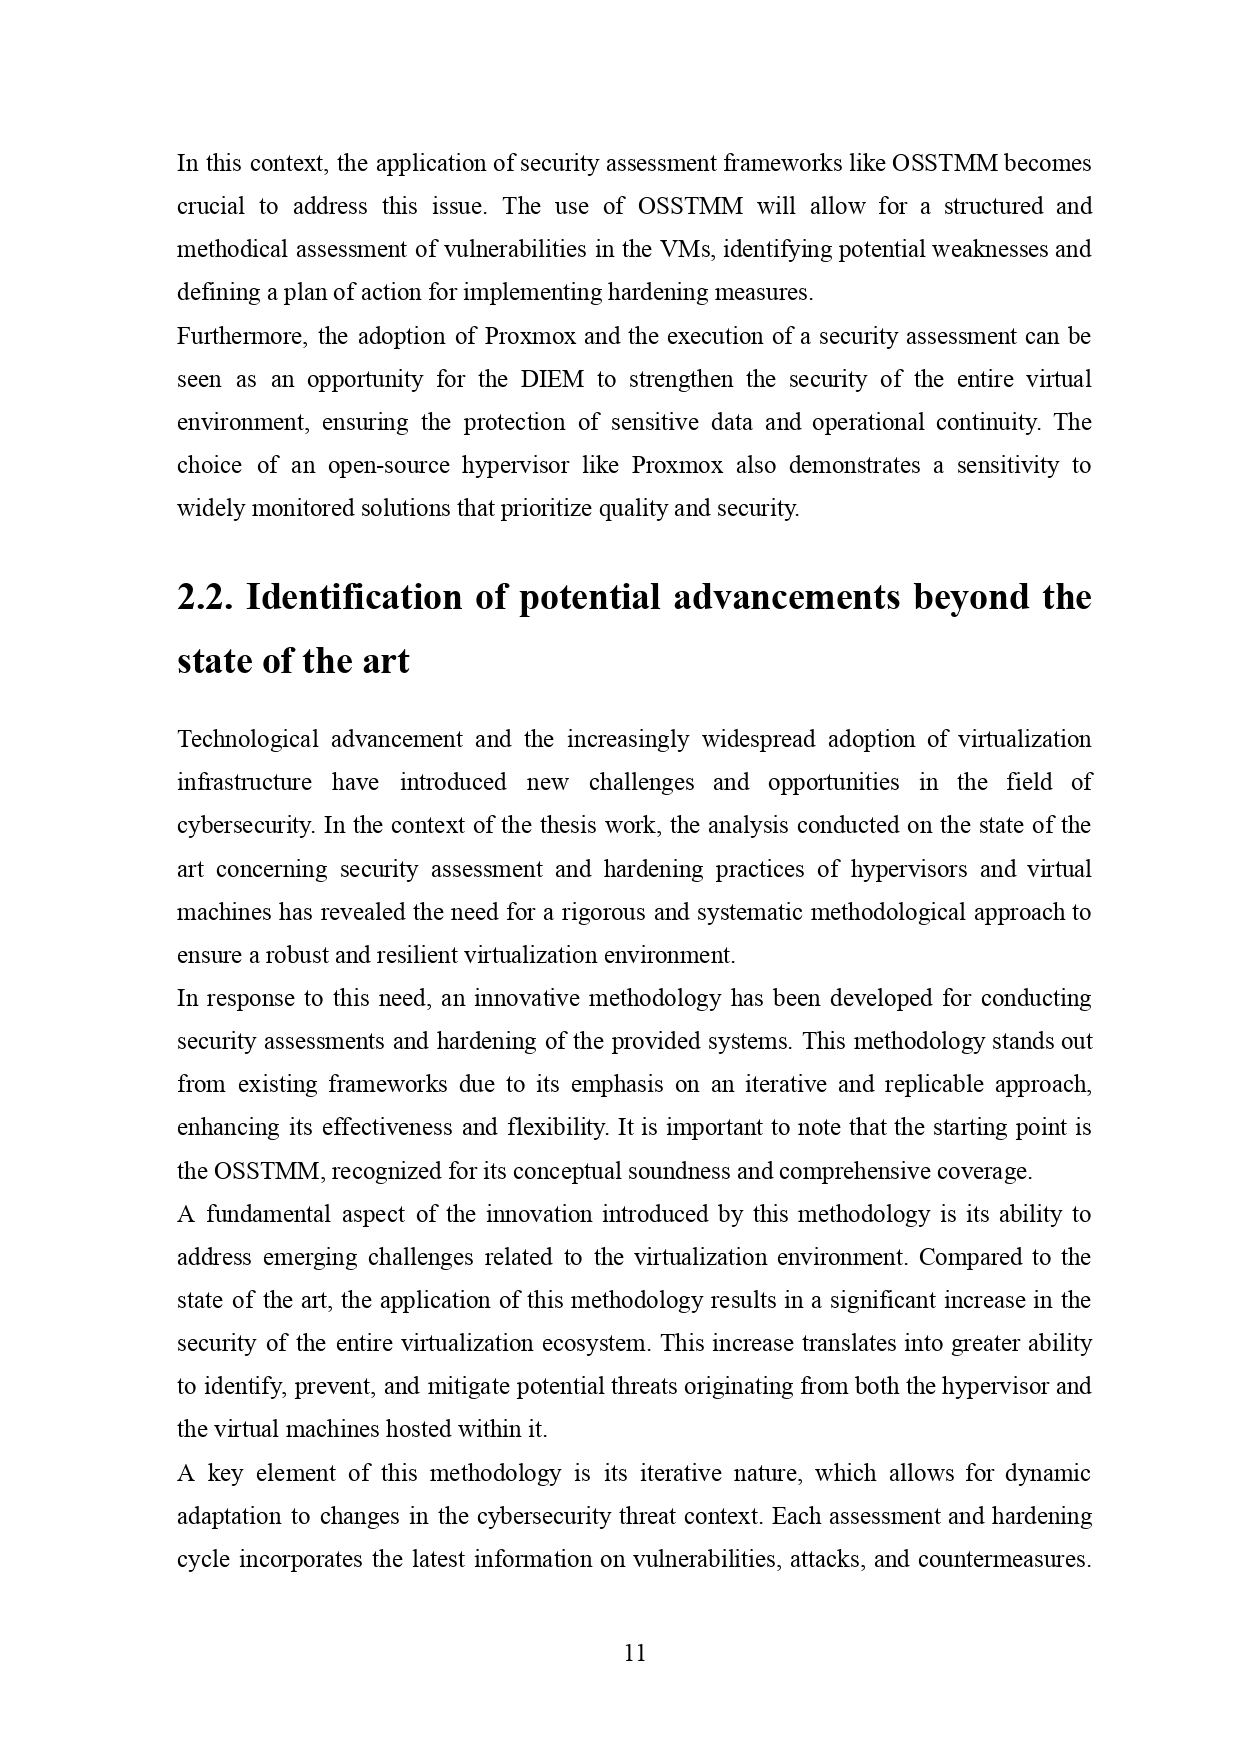 In this context, the application of security assessment frameworks like OSSTMM becomes
crucial to address this issue. The use of OSSTMM will allow for a structured and
methodical assessment of vulnerabilities in the VMs, identifying potential weaknesses and
defining a plan of action for implementing hardening measures.
Furthermore, the adoption of Proxmox and the execution of a security assessment can be
seen as an opportunity for the DIEM to strengthen the security of the entire virtual
environment, ensuring the protection of sensitive data and operational continuity. The
choice of an open-source hypervisor like Proxmox also demonstrates a sensitivity to
widely monitored solutions that prioritize quality and security.
2.2. Identification of potential advancements beyond the
state of the art
Technological advancement and the increasingly widespread adoption of virtualization
infrastructure have introduced new challenges and opportunities in the field of
cybersecurity. In the context of the thesis work, the analysis conducted on the state of the
art concerning security assessment and hardening practices of hypervisors and virtual
machines has revealed the need for a rigorous and systematic methodological approach to
ensure a robust and resilient virtualization environment.
In response to this need, an innovative methodology has been developed for conducting
security assessments and hardening of the provided systems. This methodology stands out
from existing frameworks due to its emphasis on an iterative and replicable approach,
enhancing its effectiveness and flexibility. It is important to note that the starting point is
the OSSTMM, recognized for its conceptual soundness and comprehensive coverage.
A fundamental aspect of the innovation introduced by this methodology is its ability to
address emerging challenges related to the virtualization environment. Compared to the
state of the art, the application of this methodology results in a significant increase in the
security of the entire virtualization ecosystem. This increase translates into greater ability
to identify, prevent, and mitigate potential threats originating from both the hypervisor and
the virtual machines hosted within it.
A key element of this methodology is its iterative nature, which allows for dynamic
adaptation to changes in the cybersecurity threat context. Each assessment and hardening
cycle incorporates the latest information on vulnerabilities, attacks, and countermeasures.
11